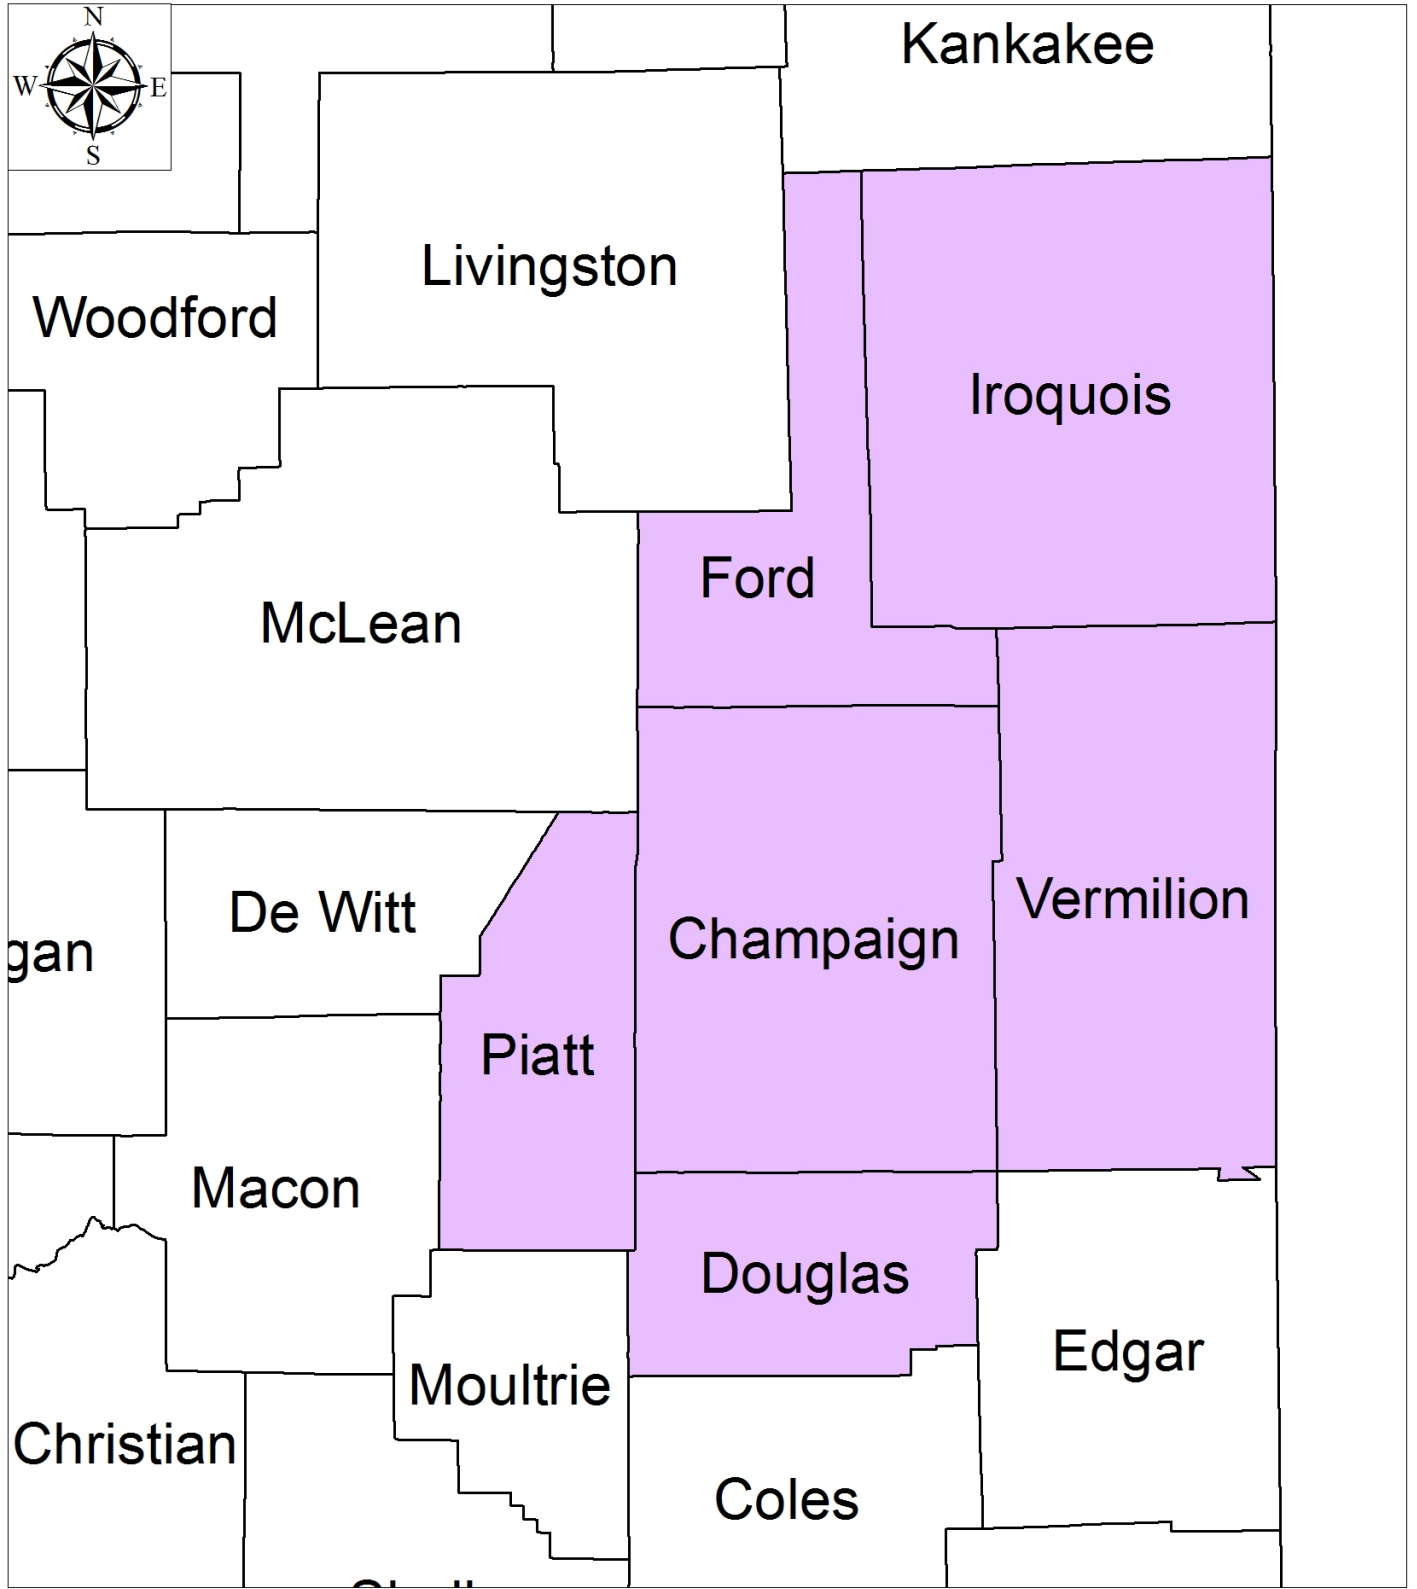 N
W E
S
Kankakee
Livingston
Woodford
Iroquois
Ford
McLean
Vermilion
De Witt
Champaign
gan
Piatt
Macon
Douglas
Edgar
Moultrie
Christian
Coles